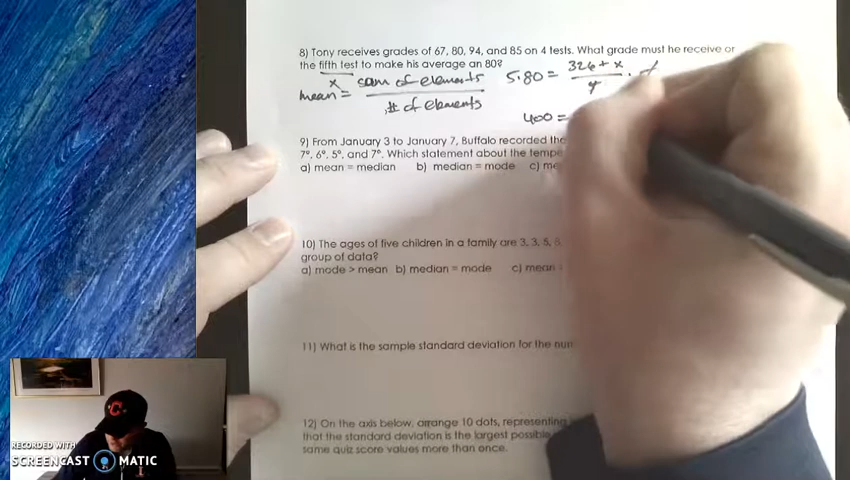 8) Tony receives grades of 67, 80, 94, and 85 on 4 tests. What grade must he receive on
the fifth test to make his average an 80?
x
mean = sum of elements / # of elements
5·80 = 326 + x
400 =
9) From January 3 to January 7, Buffalo recorded the
7°, 6°, 5°, and 7°. Which statement about the
a) mean = median b) median = mode c)
10) The ages of five children in a family are 3, 3, 5,
group of data?
a) mode > mean b) median = mode c) mean
11) What is the sample standard deviation for the
12) On the axis below, arrange 10 dots, representing
that the standard deviation is the largest possible
same quiz score values more than once.
C
RECORDED WITH
SCREENCAST MATIC